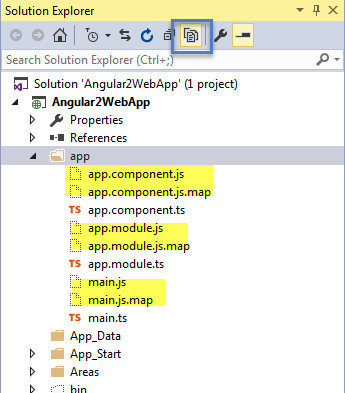 Solution Explorer
Search Solution Explorer (Ctrl+;)
Solution 'Angular2WebApp' (1 project)
Angular2WebApp
Properties
References
app
app.component.js
app.component.js.map
TS app.component.ts
app.module.js
app.module.js.map
TS app.module.ts
main.js
main.js.map
TS main.ts
App_Data
App_Start
Areas
bin